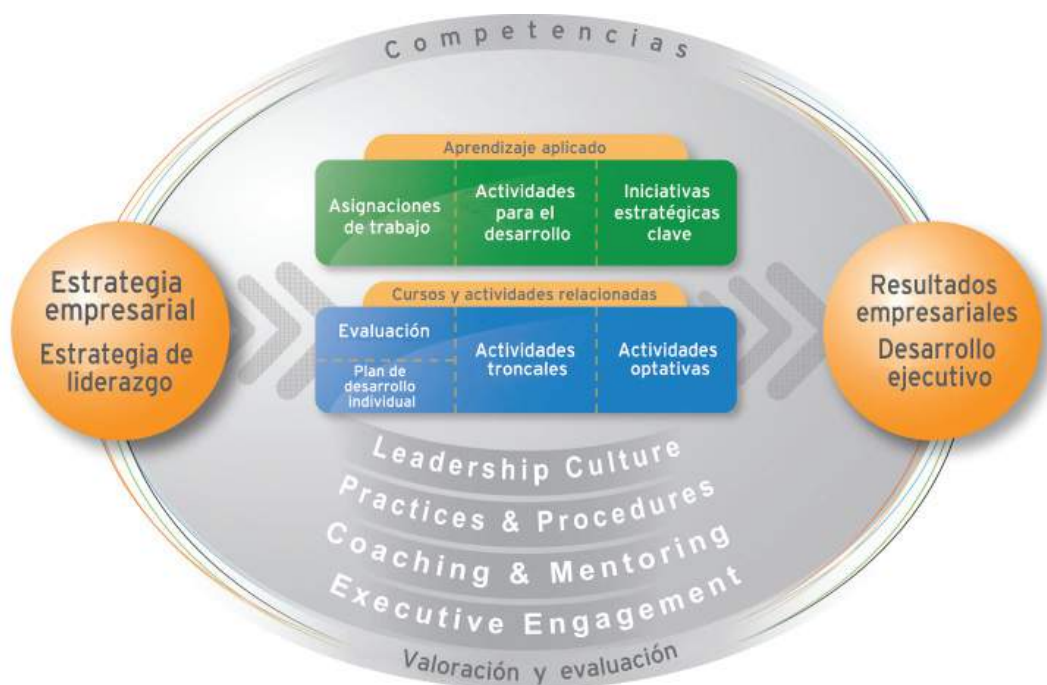 Competencias
Estrategia
empresarial
Estrategia de
liderazgo
Aprendizaje aplicado
Asignaciones
de trabajo
Actividades
para el
desarrollo
Iniciativas
estratégicas
clave
Cursos y actividades relacionadas
Evaluación
Plan de
desarrollo
individual
Actividades
troncales
Actividades
optativas
Resultados
empresariales
Desarrollo
ejecutivo
Leadership Culture
Practices & Procedures
Coaching & Mentoring
Executive Engagement
Valoración y evaluación